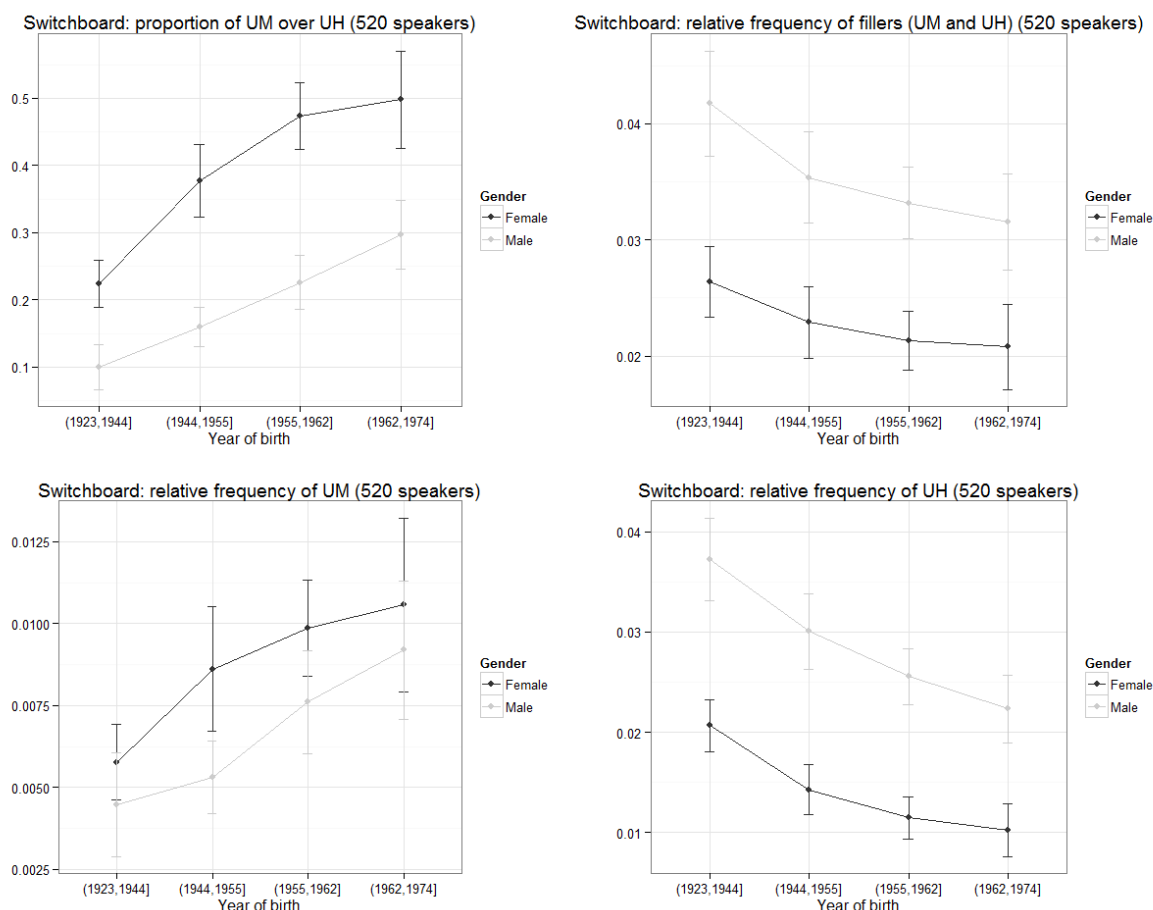 Switchboard: proportion of UM over UH (520 speakers)
0.5
0.4
0.3
0.2
0.1
(1923,1944] (1944,1955] (1955,1962] (1962,1974]
Year of birth
Gender
Female
Male
Switchboard: relative frequency of fillers (UM and UH) (520 speakers)
0.04
0.03
0.02
(1923,1944] (1944,1955] (1955,1962] (1962,1974]
Year of birth
Gender
Female
Male
Switchboard: relative frequency of UM (520 speakers)
0.0125
0.0100
0.0075
0.0050
0.0025
(1923,1944] (1944,1955] (1955,1962] (1962,1974]
Year of birth
Gender
Female
Male
Switchboard: relative frequency of UH (520 speakers)
0.04
0.03
0.02
0.01
(1923,1944] (1944,1955] (1955,1962] (1962,1974]
Year of birth
Gender
Female
Male